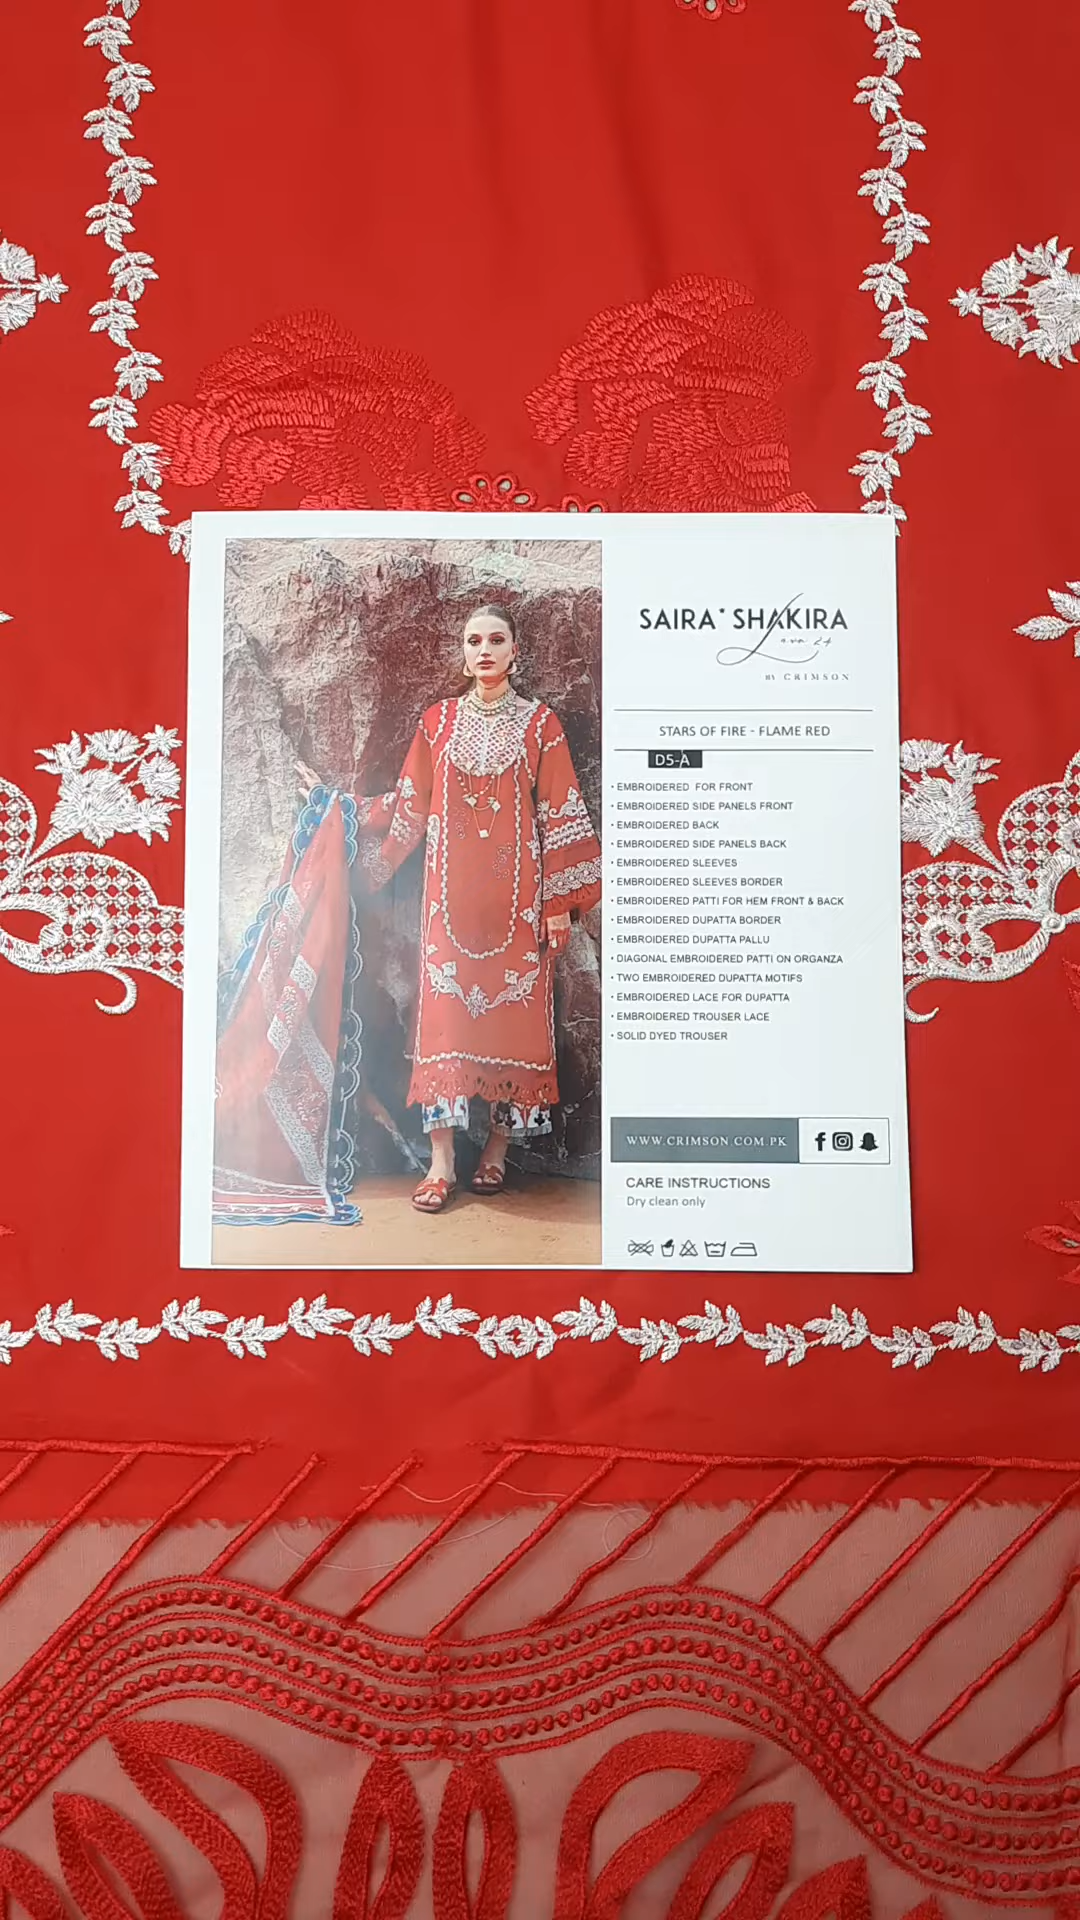 SAIRA* SHAKIRA
BY CRIMSON
STARS OF FIRE - FLAME RED
D5-A
• EMBROIDERED FOR FRONT
• EMBROIDERED SIDE PANELS FRONT
• EMBROIDERED BACK
• EMBROIDERED SIDE PANELS BACK
• EMBROIDERED SLEEVES
• EMBROIDERED SLEEVES BORDER
• EMBROIDERED PATTI FOR HEM FRONT & BACK
• EMBROIDERED DUPATTA BORDER
• EMBROIDERED DUPATTA PALLU
• DIAGONAL EMBROIDERED PATTI ON ORGANZA
• TWO EMBROIDERED DUPATTA MOTIFS
• EMBROIDERED LACE FOR DUPATTA
• EMBROIDERED TROUSER LACE
• SOLID DYED TROUSER
WWW.CRIMSON.COM.PK
CARE INSTRUCTIONS
Dry clean only